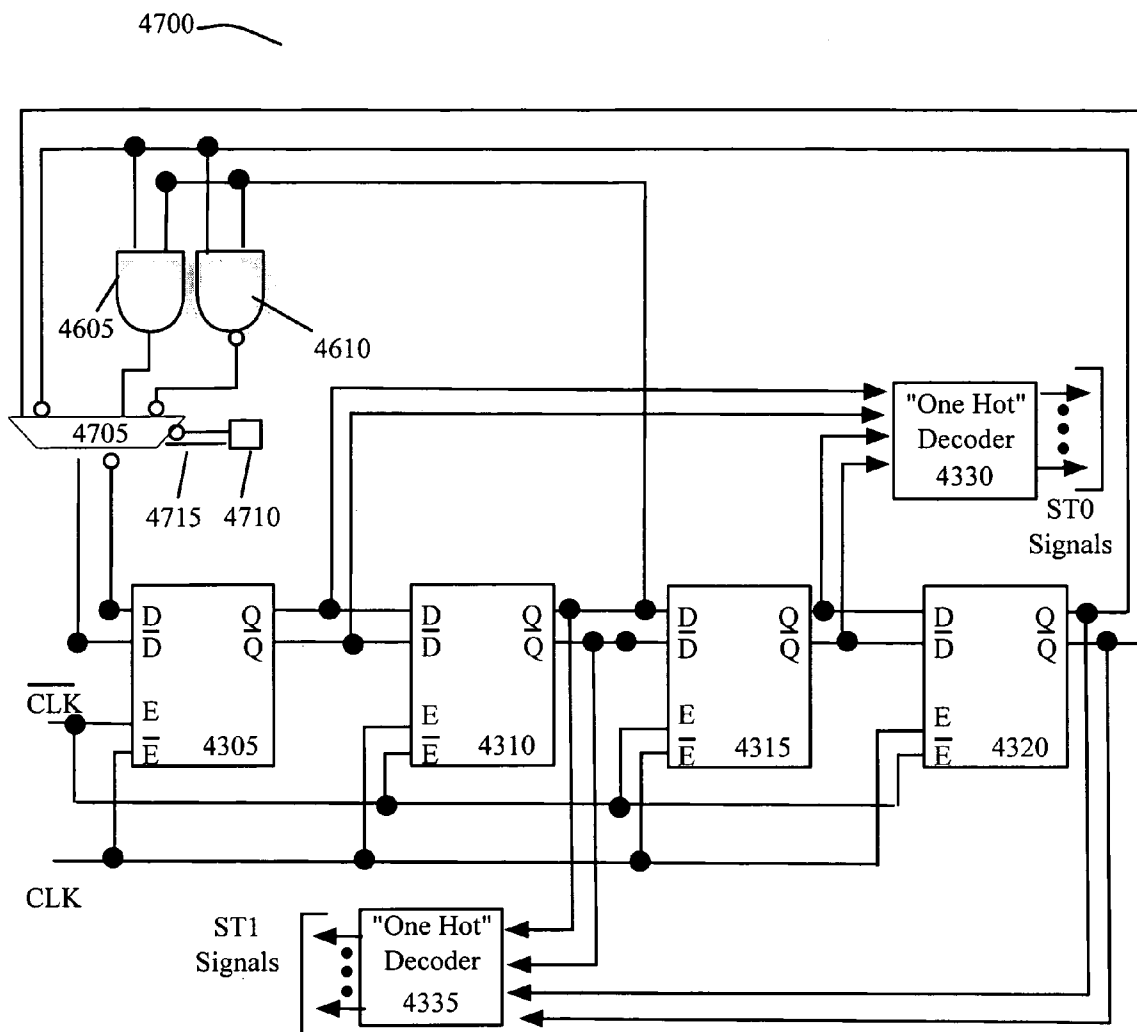 4700
4605
4610
4705
4715 4710
"One Hot"
Decoder
4330
ST0
Signals
D Q D Q D Q D Q
D̅ Q̅ D̅ Q̅ D̅ Q̅ D̅ Q̅
C̅L̅K̅
E E E E
E̅ E̅ E̅ E̅
4305 4310 4315 4320
CLK
ST1
Signals
"One Hot"
Decoder
4335